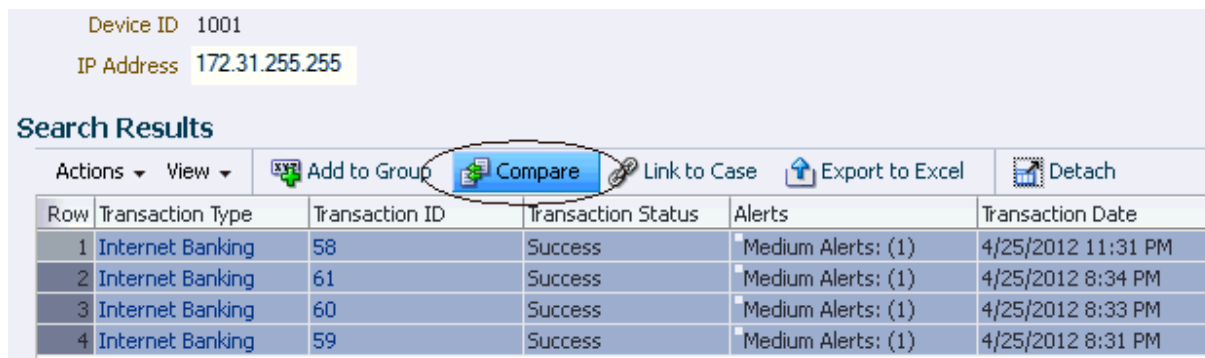 Device ID 1001
IP Address 172.31.255.255
Search Results
Actions View Add to Group Compare Link to Case Export to Excel Detach
Row Transaction Type Transaction ID Transaction Status Alerts Transaction Date
1 Internet Banking 58 Success Medium Alerts: (1) 4/25/2012 11:31 PM
2 Internet Banking 61 Success Medium Alerts: (1) 4/25/2012 8:34 PM
3 Internet Banking 60 Success Medium Alerts: (1) 4/25/2012 8:33 PM
4 Internet Banking 59 Success Medium Alerts: (1) 4/25/2012 8:31 PM